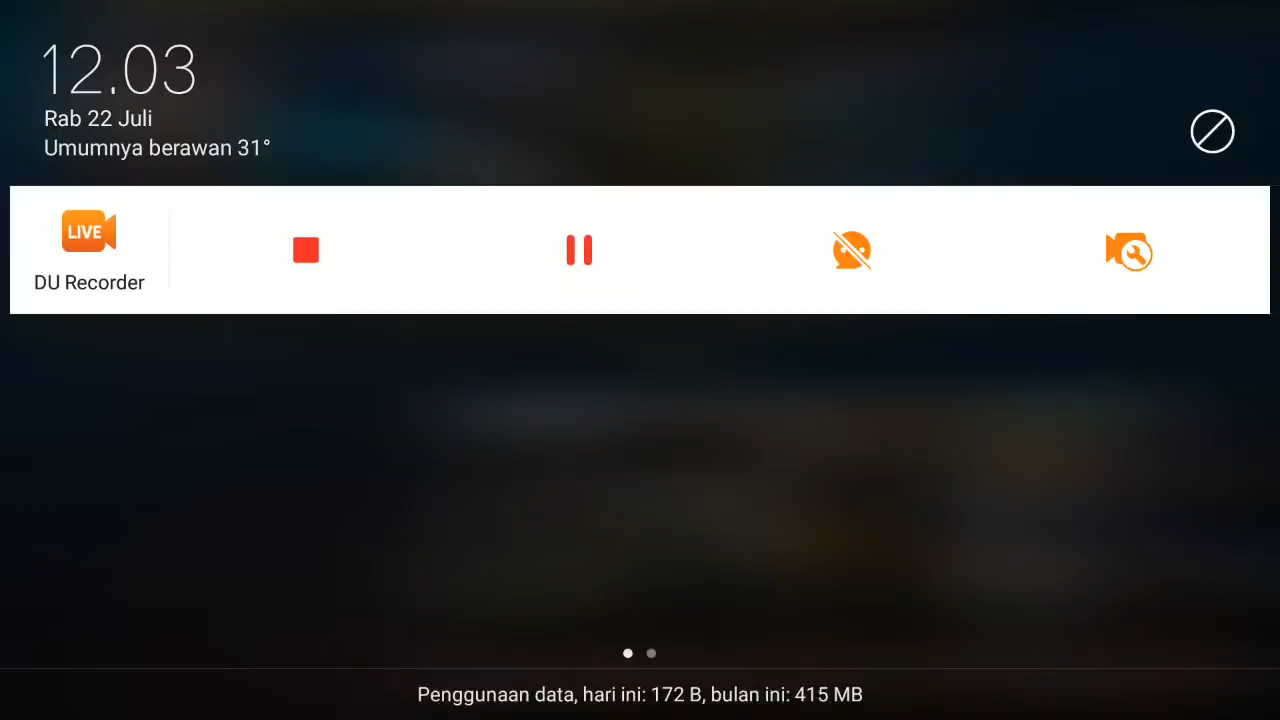 12.03
Rab 22 Juli
Umumnya berawan 31°
LIVE
DU Recorder
Penggunaan data, hari ini: 172 B, bulan ini: 415 MB